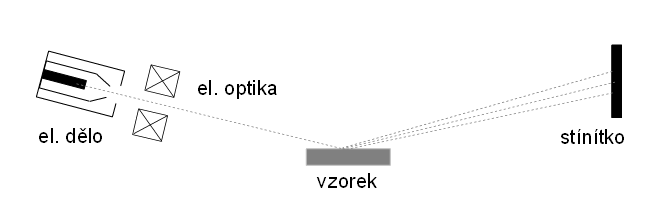 el. optika
el. dělo
stínítko
vzorek